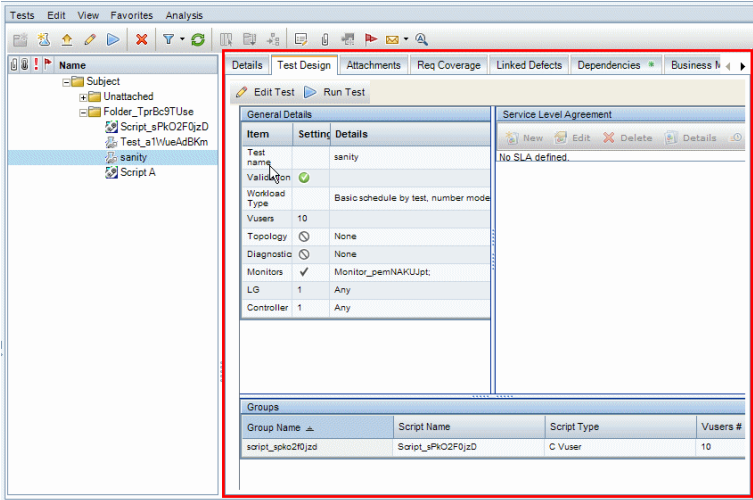 Tests Edit View Favorites Analysis
Name
Subject
Unattached
Folder_TprBc9TUse
Script_sPkO2F0jzD
Test_a1WueAdBKm
sanity
Script A
Details Test Design Attachments Req Coverage Linked Defects Dependencies * Business M
Edit Test Run Test
General Details
Item Setting Details
Test name sanity
Validation
Workload Type Basic schedule by test, number mode
Vusers 10
Topology None
Diagnostic None
Monitors Monitor_pemNAKUJpt;
LG 1 Any
Controller 1 Any
Service Level Agreement
New Edit Delete Details
No SLA defined.
Groups
Group Name Script Name Script Type Vusers #
script_spko2f0jzd Script_sPkO2F0jzD C Vuser 10